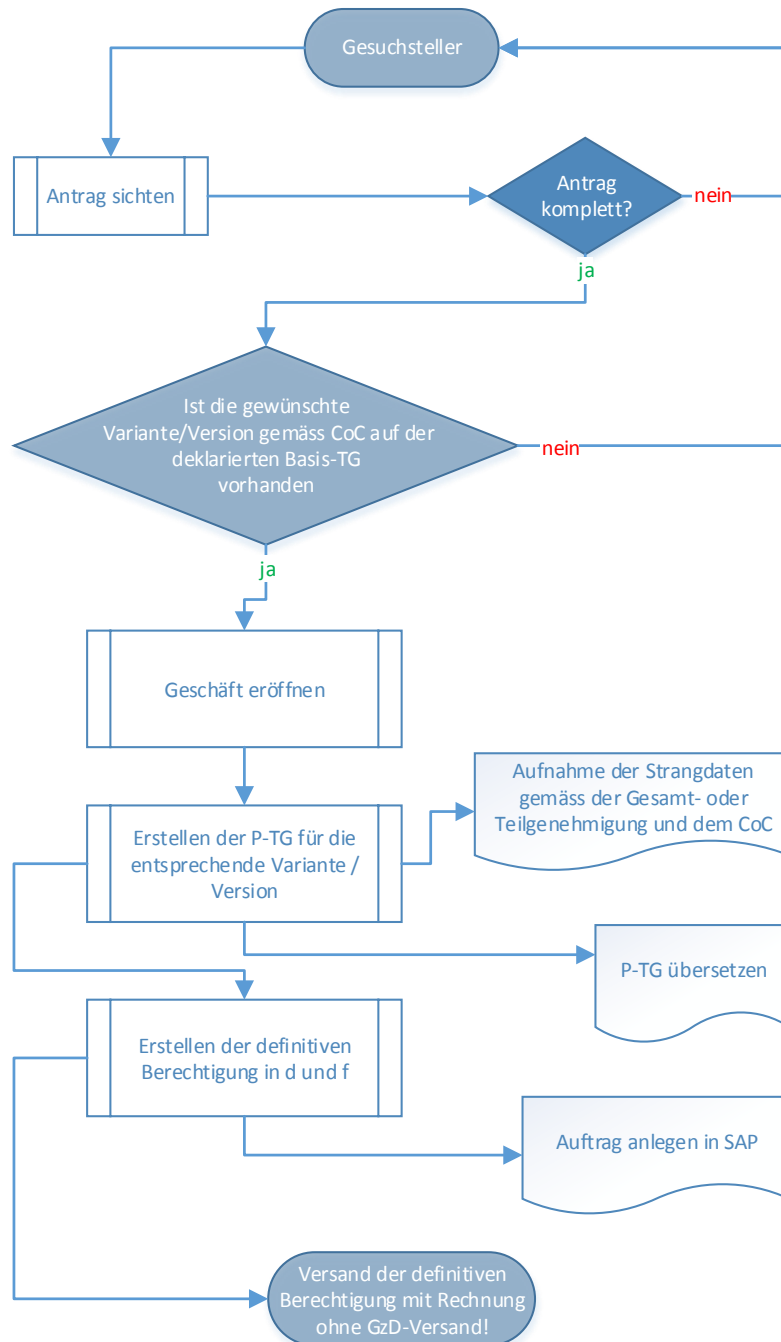 Gesuchsteller
Antrag sichten
Antrag
komplett?
nein
ja
Ist die gewünschte
Variante/Version gemäss CoC auf der
deklarierten Basis-TG
vorhanden
nein
ja
Geschäft eröffnen
Aufnahme der Strangdaten
gemäss der Gesamt- oder
Teilgenehmigung und dem CoC
Erstellen der P-TG für die
entsprechende Variante /
Version
P-TG übersetzen
Erstellen der definitiven
Berechtigung in d und f
Auftrag anlegen in SAP
Versand der definitiven
Berechtigung mit Rechnung
ohne GzD-Versand!